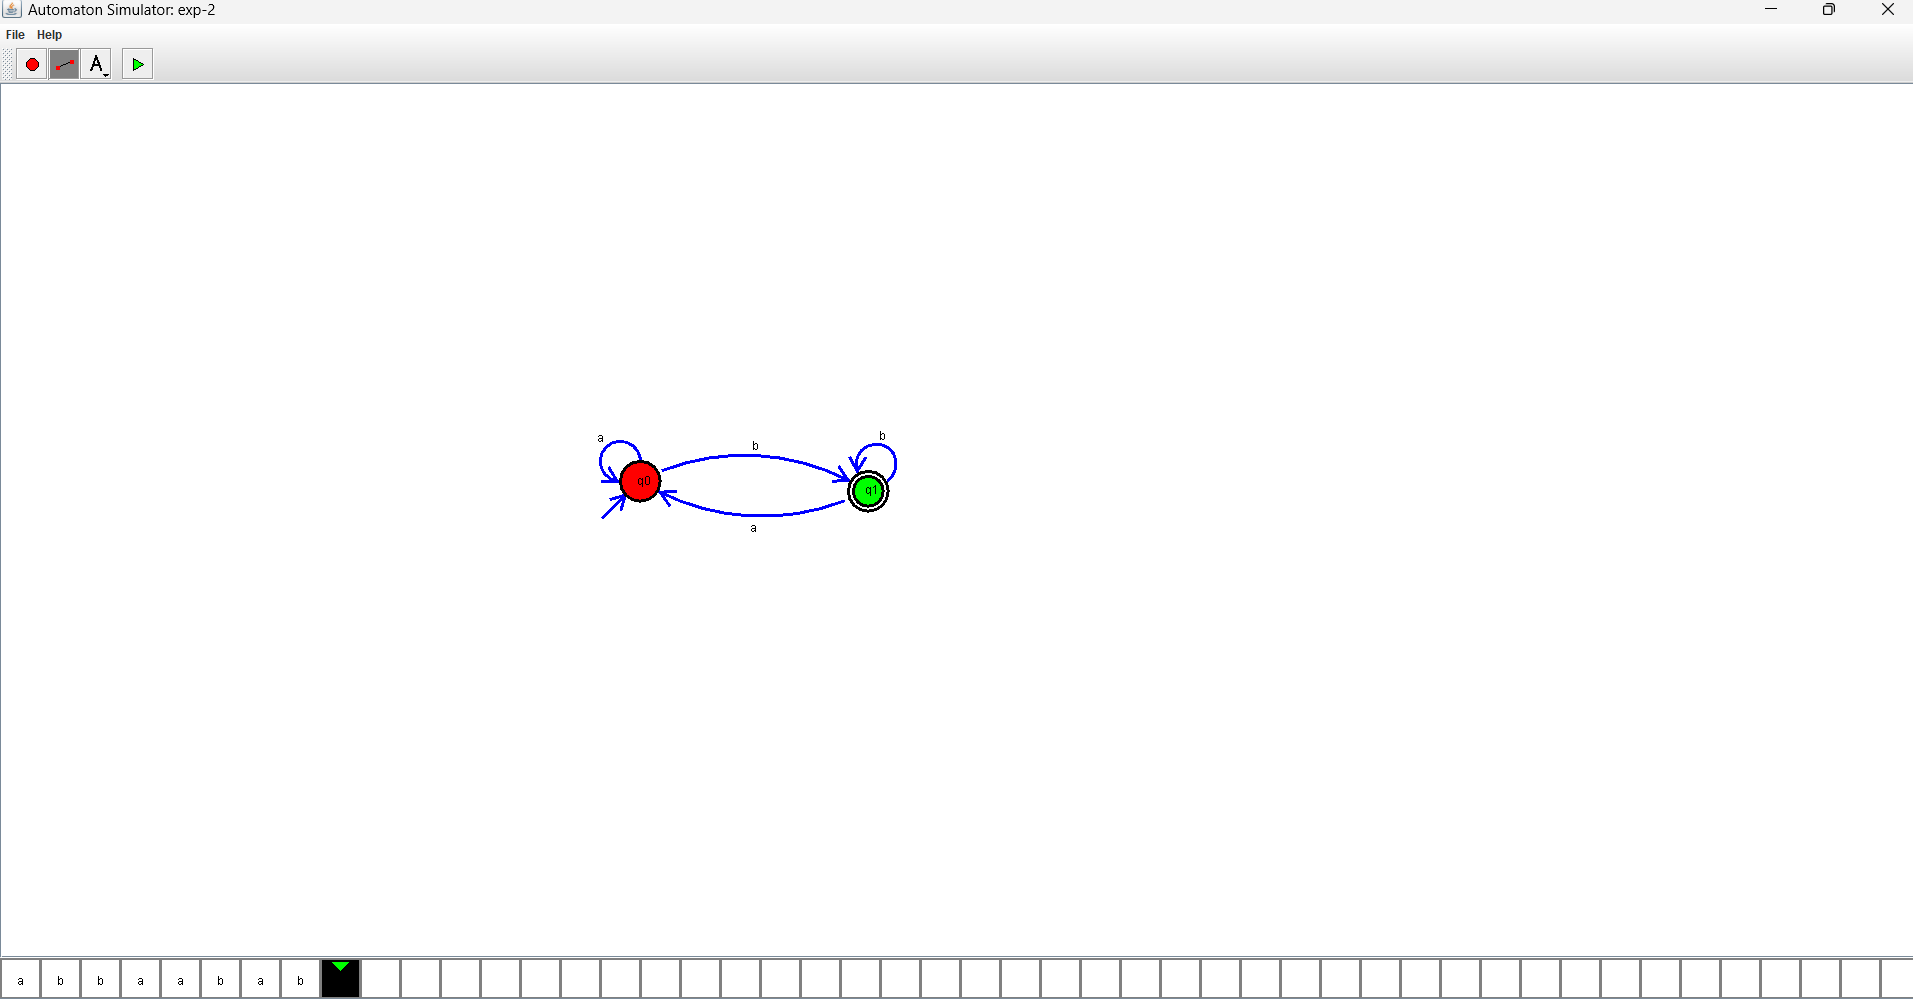 Automaton Simulator: exp-2
File Help
A
a b b
q0 q1
a
a b b a a b a b